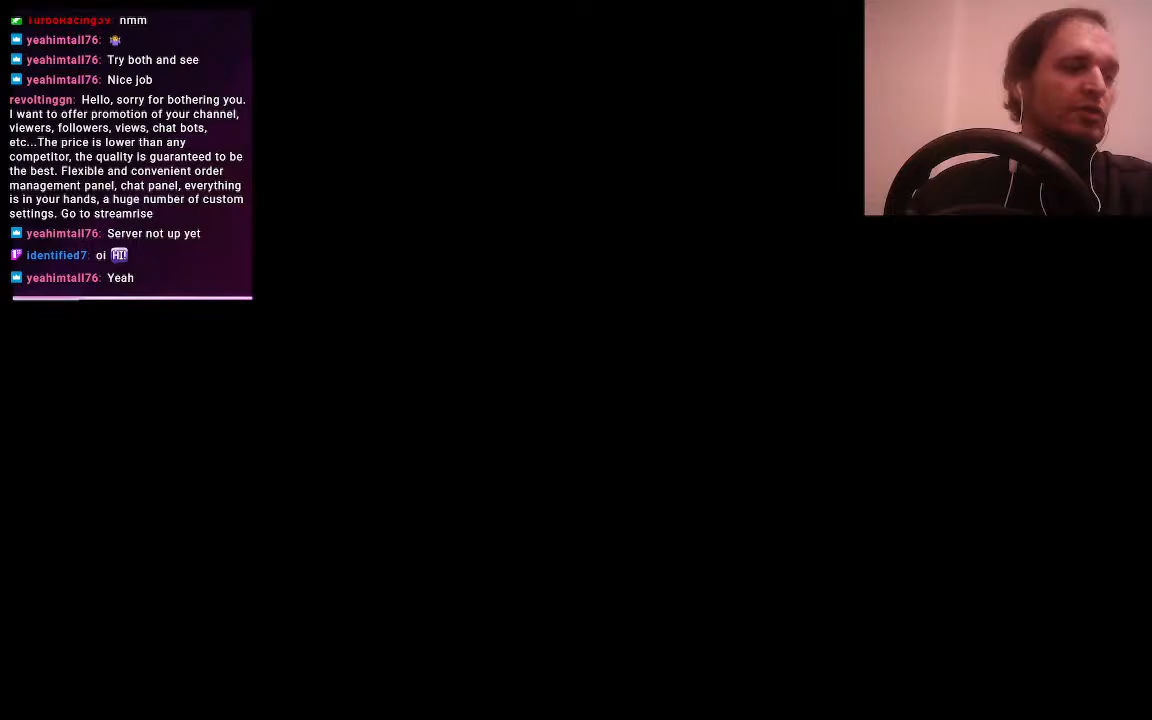 TurboRacing39 nmm
yeahimtall76:
yeahimtall76: Try both and see
yeahimtall76: Nice job
revoltinggn: Hello, sorry for bothering you.
I want to offer promotion of your channel,
viewers, followers, views, chat bots,
etc...The price is lower than any
competitor, the quality is guaranteed to be
the best. Flexible and convenient order
management panel, chat panel, everything
is in your hands, a huge number of custom
settings. Go to streamrise
yeahimtall76: Server not up yet
identified7: oi HI!
yeahimtall76: Yeah